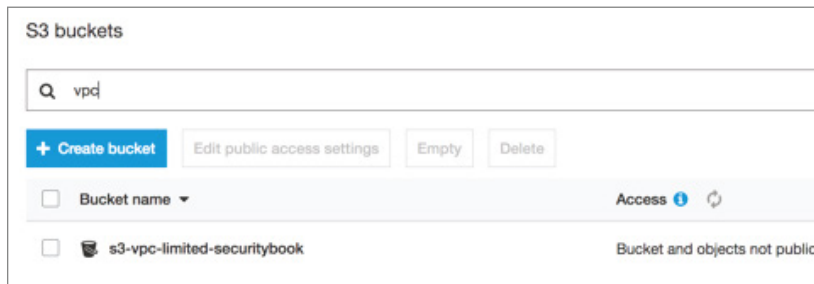 S3 buckets
vpc
+ Create bucket Edit public access settings Empty Delete
Bucket name Access
s3-vpc-limited-securitybook Bucket and objects not public